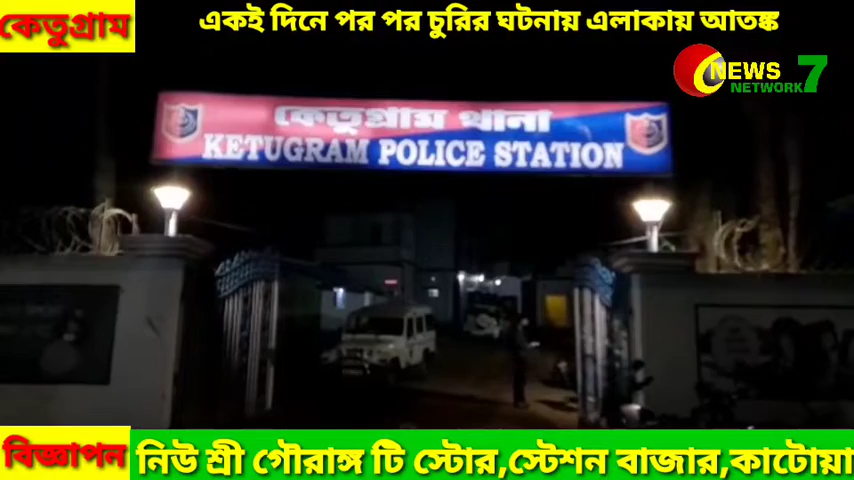 কেতুগ্রাম
একই দিনে পর পর চুরির ঘটনায় এলাকায় আতঙ্ক
NEWS
NETWORK 7
কেতুগ্রাম থানা
KETUGRAM POLICE STATION
বিজ্ঞাপন
নিউ শ্রী গৌরাঙ্গ টি স্টোর,স্টেশন বাজার,কাটোয়া